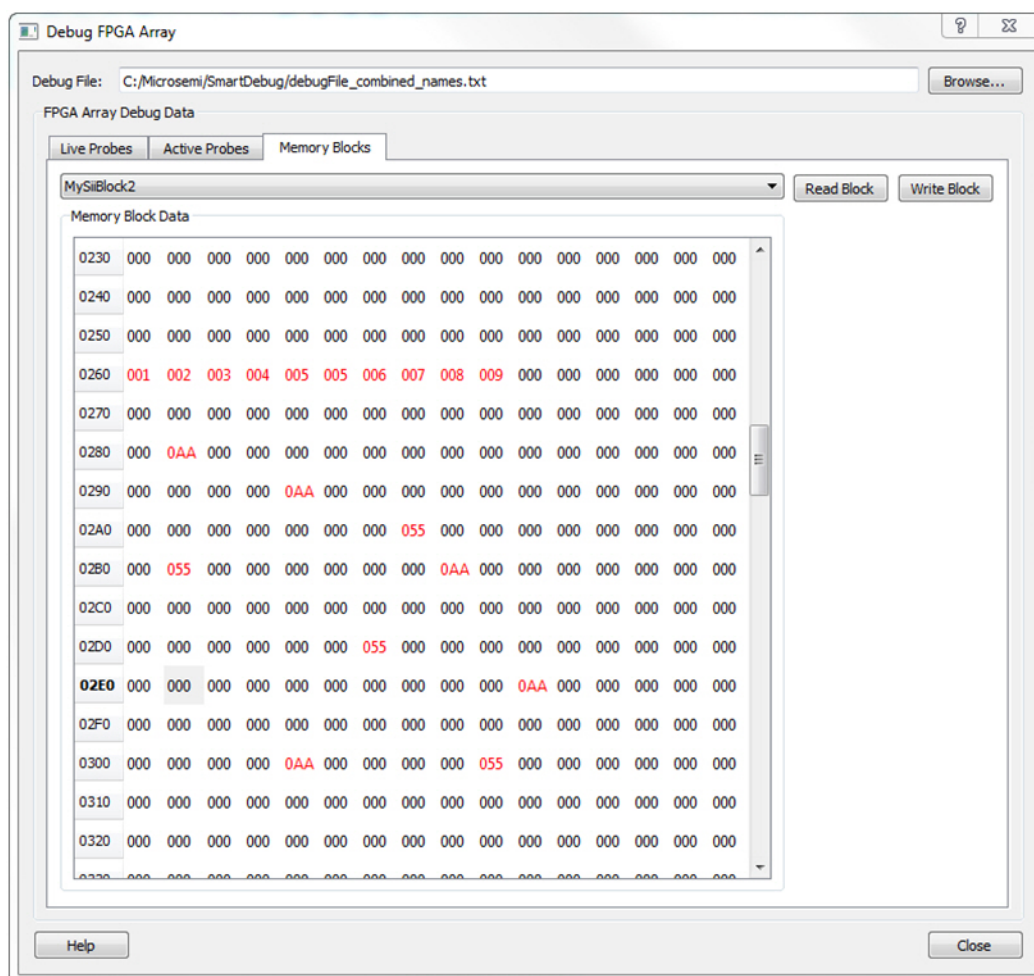 Debug FPGA Array
Debug File: C:/Microsemi/SmartDebug/debugFile_combined_names.txt Browse...
FPGA Array Debug Data
Live Probes Active Probes Memory Blocks
MySiiBlock2 Read Block Write Block
Memory Block Data
0230 000 000 000 000 000 000 000 000 000 000 000 000 000 000 000 000
0240 000 000 000 000 000 000 000 000 000 000 000 000 000 000 000 000
0250 000 000 000 000 000 000 000 000 000 000 000 000 000 000 000 000
0260 001 002 003 004 005 005 006 007 008 009 000 000 000 000 000 000
0270 000 000 000 000 000 000 000 000 000 000 000 000 000 000 000 000
0280 000 0AA 000 000 000 000 000 000 000 000 000 000 000 000 000 000
0290 000 000 000 000 0AA 000 000 000 000 000 000 000 000 000 000 000
02A0 000 000 000 000 000 000 000 055 000 000 000 000 000 000 000 000
02B0 000 055 000 000 000 000 000 000 0AA 000 000 000 000 000 000 000
02C0 000 000 000 000 000 000 000 000 000 000 000 000 000 000 000 000
02D0 000 000 000 000 000 000 055 000 000 000 000 000 000 000 000 000
02E0 000 000 000 000 000 000 000 000 000 000 0AA 000 000 000 000 000
02F0 000 000 000 000 000 000 000 000 000 000 000 000 000 000 000 000
0300 000 000 000 000 0AA 000 000 000 000 055 000 000 000 000 000 000
0310 000 000 000 000 000 000 000 000 000 000 000 000 000 000 000 000
0320 000 000 000 000 000 000 000 000 000 000 000 000 000 000 000 000
Help Close